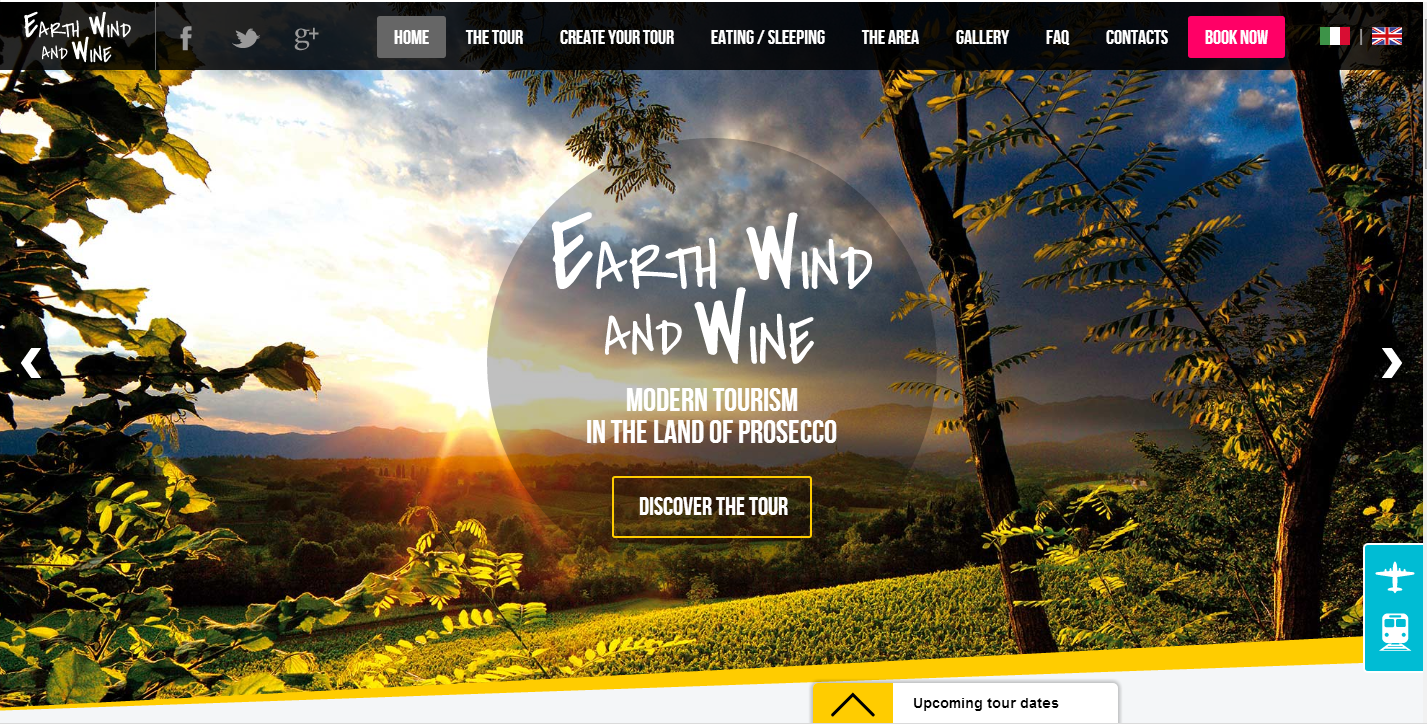 EARTH WIND
AND WINE
f
g+
HOME
THE TOUR
CREATE YOUR TOUR
EATING / SLEEPING
THE AREA
GALLERY
FAQ
CONTACTS
BOOK NOW
|
EARTH WIND
AND WINE
MODERN TOURISM
IN THE LAND OF PROSECCO
DISCOVER THE TOUR
Upcoming tour dates